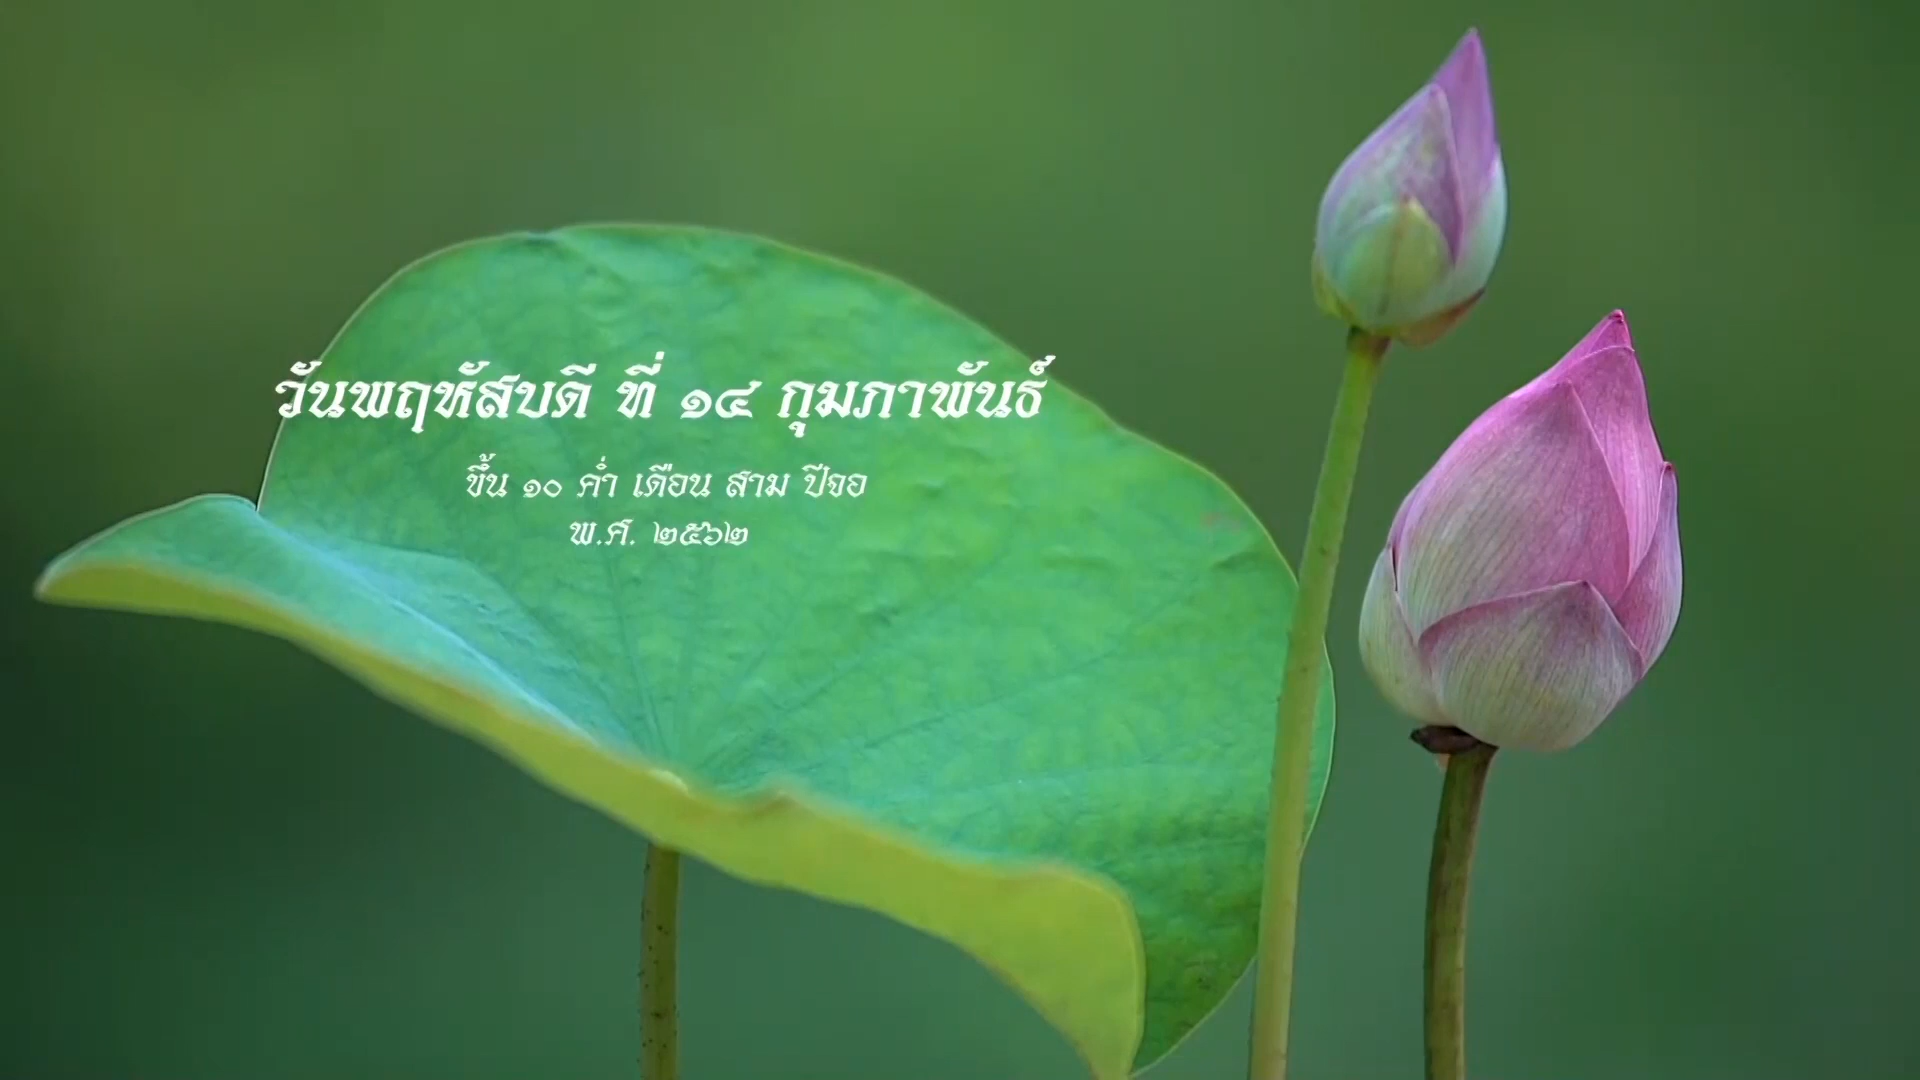 วันพฤหัสบดี ที่ ๑๔ กุมภาพันธ์
ขึ้น ๑๐ ค่ำ เดือน สาม ปีจอ
พ.ศ. ๒๕๖๒